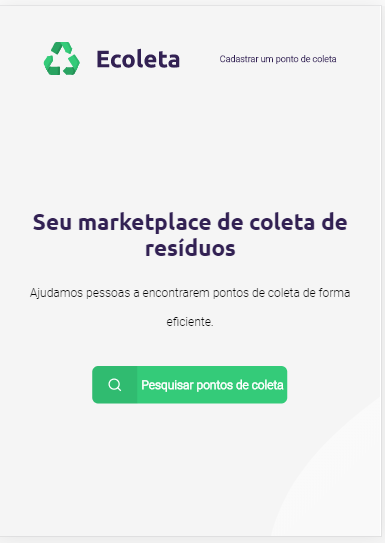 Ecoleta
Cadastrar um ponto de coleta
Seu marketplace de coleta de
resíduos
Ajudamos pessoas a encontrarem pontos de coleta de forma
eficiente.
Pesquisar pontos de coleta